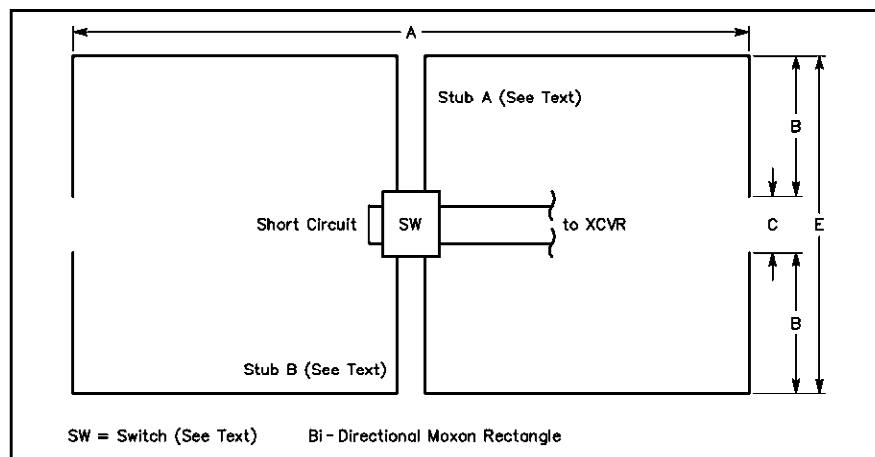 A
Stub A (See Text)
B
Short Circuit
SW
to XCVR
C
E
B
Stub B (See Text)
SW = Switch (See Text)
Bi-Directional Moxon Rectangle